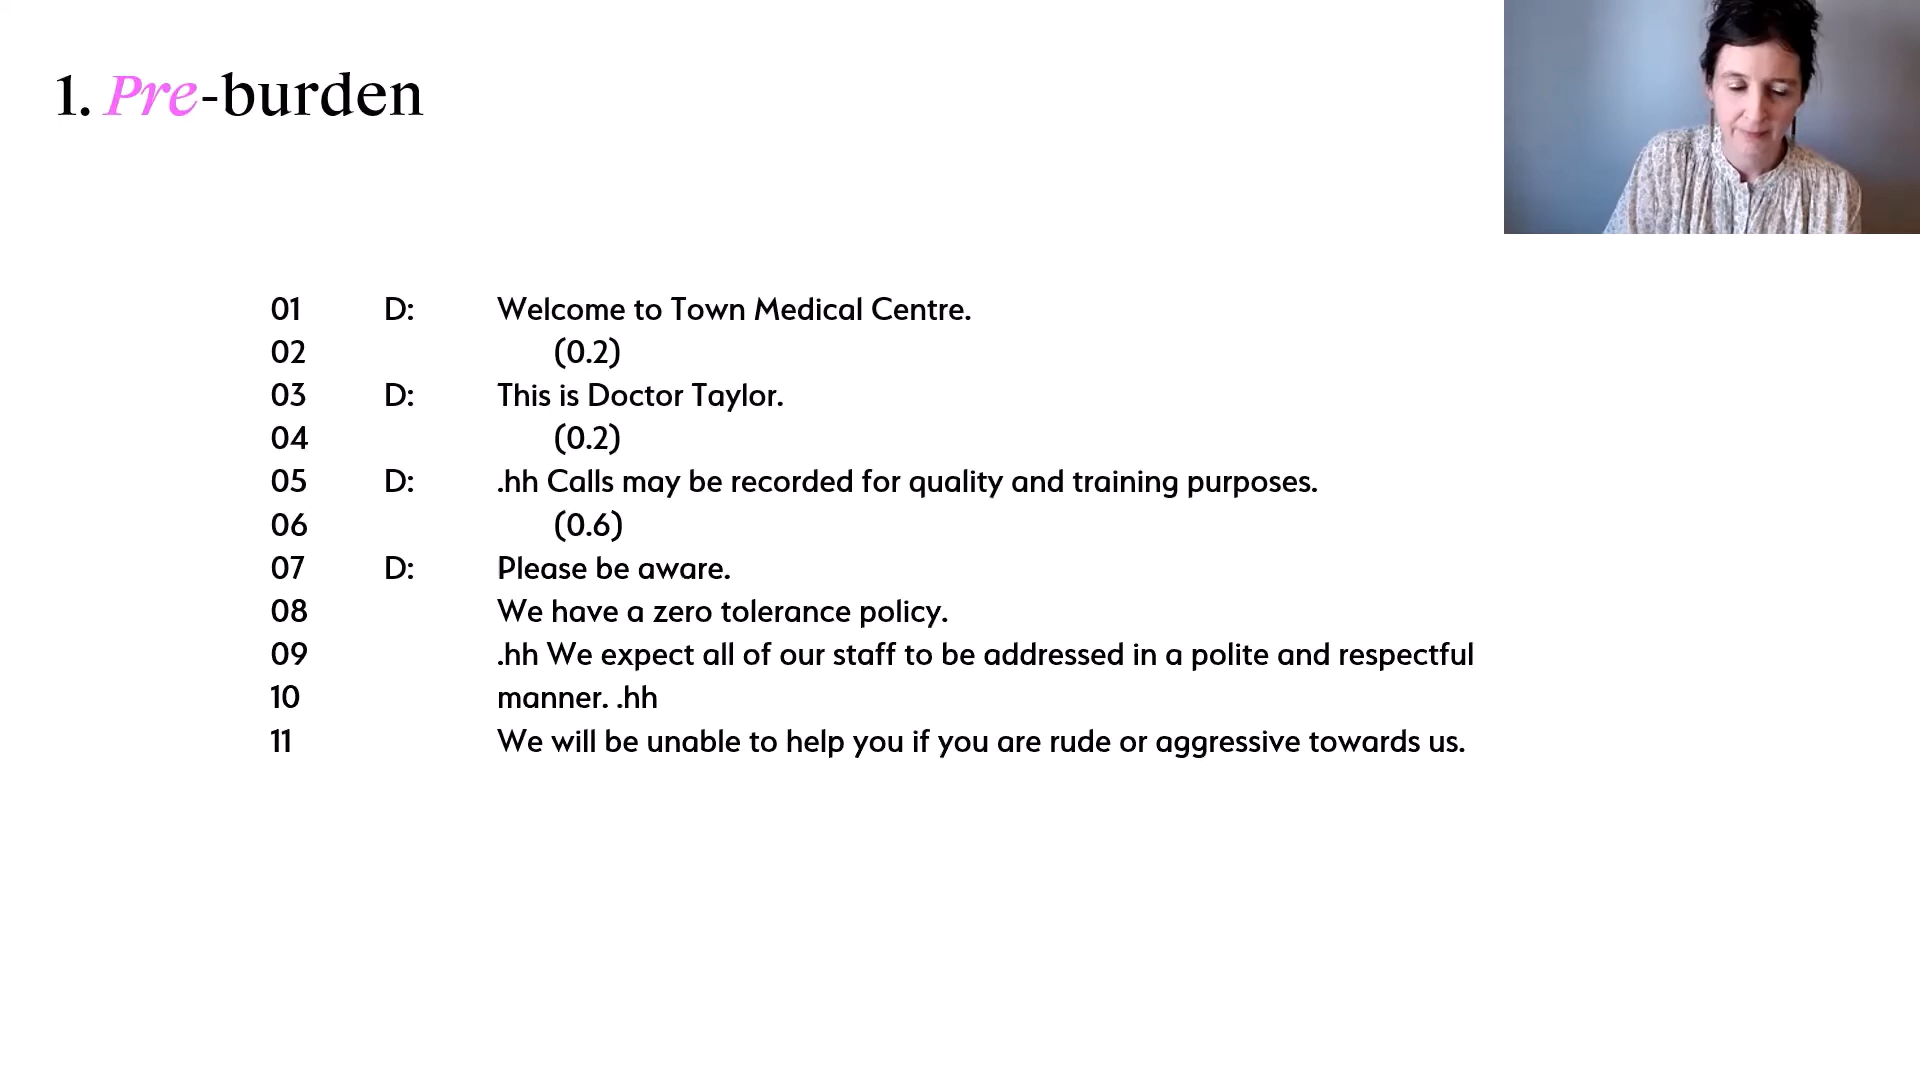 1. Pre-burden
01 D: Welcome to Town Medical Centre.
02 (0.2)
03 D: This is Doctor Taylor.
04 (0.2)
05 D: .hh Calls may be recorded for quality and training purposes.
06 (0.6)
07 D: Please be aware.
08 We have a zero tolerance policy.
09 .hh We expect all of our staff to be addressed in a polite and respectful
10 manner. .hh
11 We will be unable to help you if you are rude or aggressive towards us.